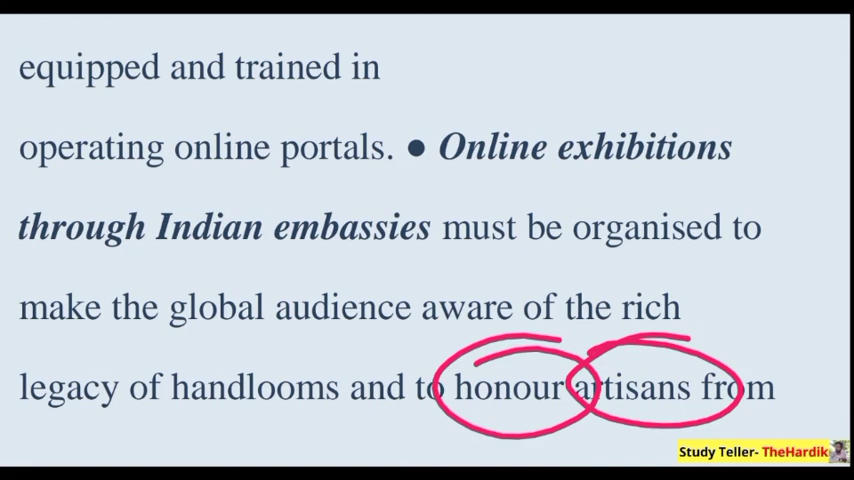 equipped and trained in
operating online portals. ● Online exhibitions
through Indian embassies must be organised to
make the global audience aware of the rich
legacy of handlooms and to honour artisans from
Study Teller- TheHardik